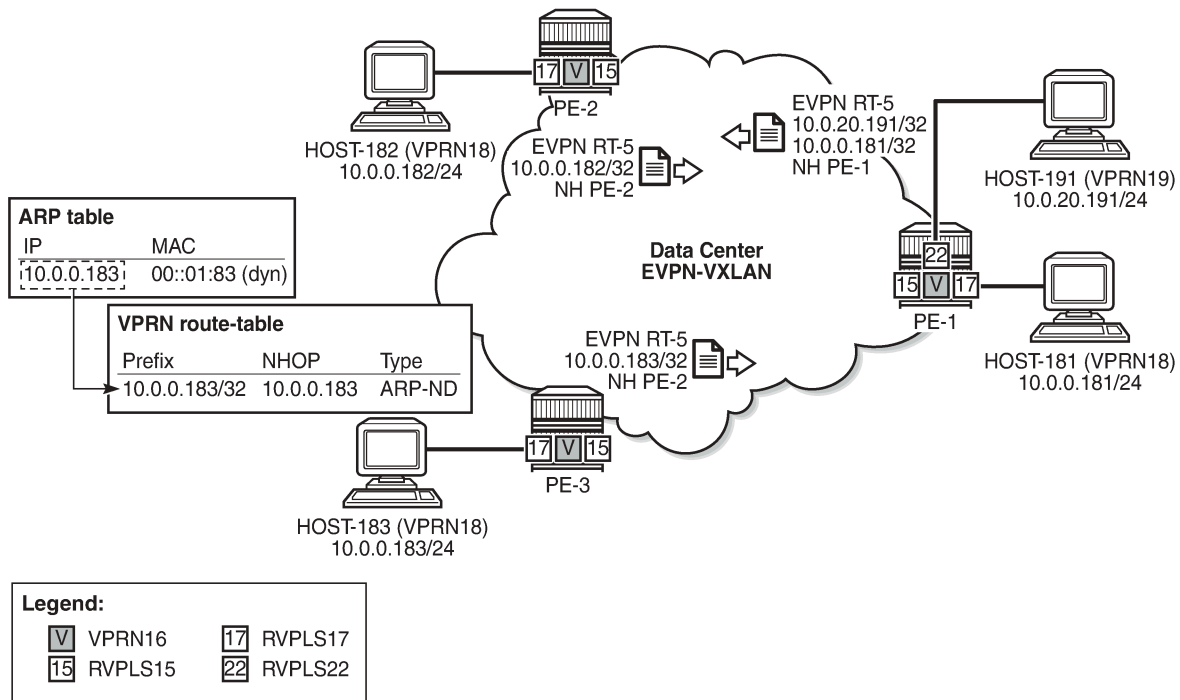 17 V 15
PE-2
HOST-182 (VPRN18)
10.0.0.182/24
EVPN RT-5
10.0.0.182/32
NH PE-2
EVPN RT-5
10.0.20.191/32
10.0.0.181/32
NH PE-1
HOST-191 (VPRN19)
10.0.20.191/24
ARP table
IP MAC
10.0.0.183 00::01:83 (dyn)
Data Center
EVPN-VXLAN
22
15 V 17
PE-1
HOST-181 (VPRN18)
10.0.0.181/24
VPRN route-table
Prefix NHOP Type
10.0.0.183/32 10.0.0.183 ARP-ND
EVPN RT-5
10.0.0.183/32
NH PE-2
17 V 15
PE-3
HOST-183 (VPRN18)
10.0.0.183/24
Legend:
V VPRN16 17 RVPLS17
15 RVPLS15 22 RVPLS22